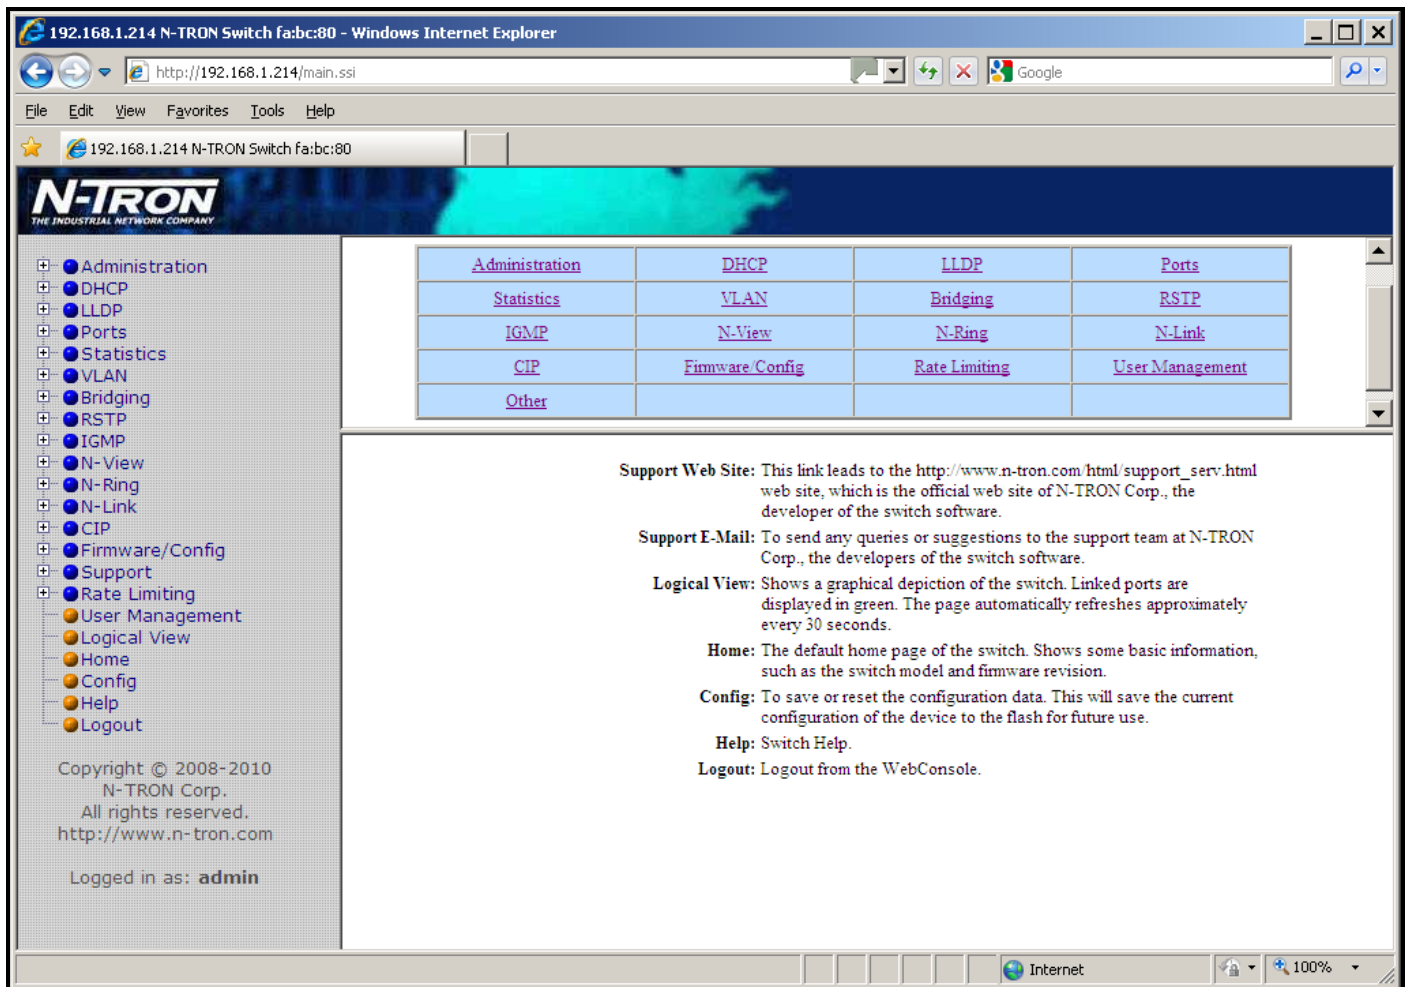 192.168.1.214 N-TRON Switch fa:bc:80 - Windows Internet Explorer
http://192.168.1.214/main.ssi
Google
File Edit View Favorites Tools Help
192.168.1.214 N-TRON Switch fa:bc:80
N-TRON
THE INDUSTRIAL NETWORK COMPANY
Administration
DHCP
LLDP
Ports
Statistics
VLAN
Bridging
RSTP
IGMP
N-View
N-Ring
N-Link
CIP
Firmware/Config
Support
Rate Limiting
User Management
Logical View
Home
Config
Help
Logout
Copyright © 2008-2010
N-TRON Corp.
All rights reserved.
http://www.n-tron.com
Logged in as: admin
Administration DHCP LLDP Ports
Statistics VLAN Bridging RSTP
IGMP N-View N-Ring N-Link
CIP Firmware/Config Rate Limiting User Management
Other
Support Web Site: This link leads to the http://www.n-tron.com/html/support_serv.html
web site, which is the official web site of N-TRON Corp., the
developer of the switch software.
Support E-Mail: To send any queries or suggestions to the support team at N-TRON
Corp., the developers of the switch software.
Logical View: Shows a graphical depiction of the switch. Linked ports are
displayed in green. The page automatically refreshes approximately
every 30 seconds.
Home: The default home page of the switch. Shows some basic information,
such as the switch model and firmware revision.
Config: To save or reset the configuration data. This will save the current
configuration of the device to the flash for future use.
Help: Switch Help.
Logout: Logout from the WebConsole.
Internet
100%